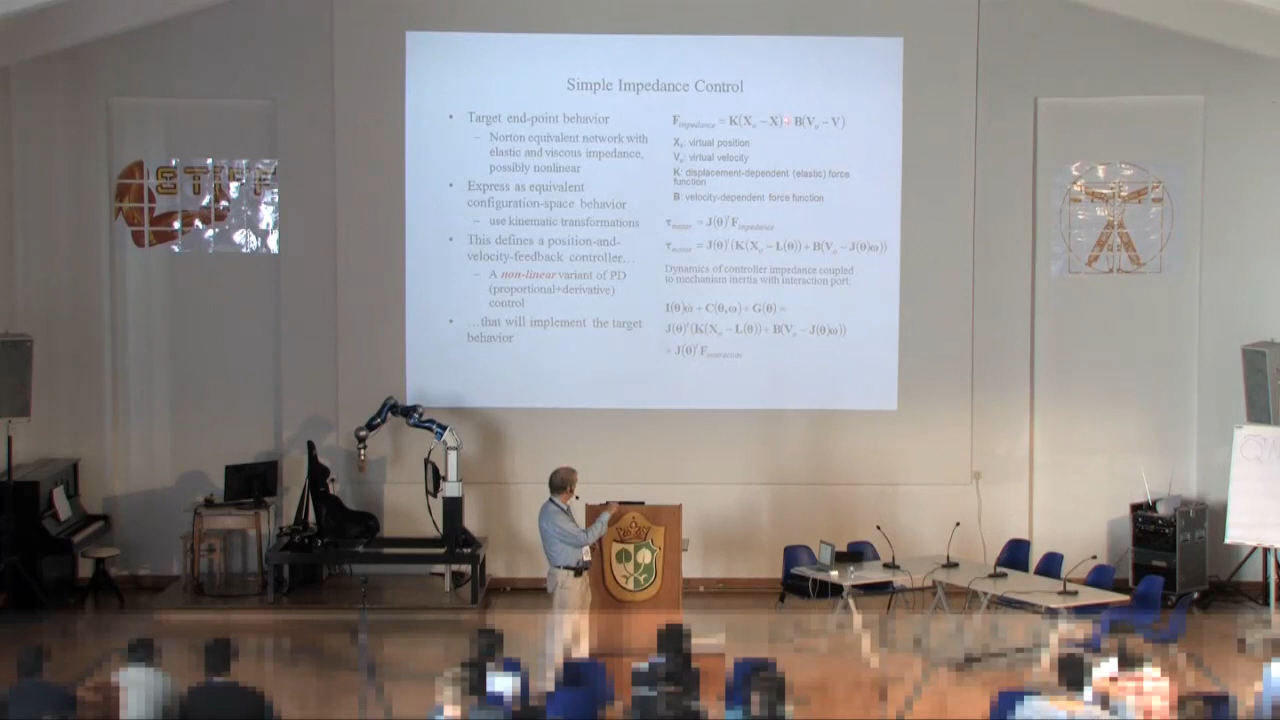 Simple Impedance Control
• Target end-point behavior
– Norton equivalent network with
elastic and viscous impedance,
possibly nonlinear
• Express as equivalent
configuration-space behavior
– use kinematic transformations
• This defines a position-and-
velocity-feedback controller…
– A non-linear variant of PD
(proportional+derivative)
control
• …that will implement the target
behavior
F_impedance = K(X_o − X) + B(V_o − V)
X_o: virtual position
V_o: virtual velocity
K: displacement-dependent (elastic) force
function
B: velocity-dependent force function
τ_motor = J(θ)^t F_impedance
τ_motor = J(θ)^t (K(X_o − L(θ)) + B(V_o − J(θ)ω))
Dynamics of controller impedance coupled
to mechanism inertia with interaction port:
I(θ)ω̇ + C(θ,ω) + G(θ) =
J(θ)^t (K(X_o − L(θ)) + B(V_o − J(θ)ω))
+ J(θ)^t F_interaction
STIFF